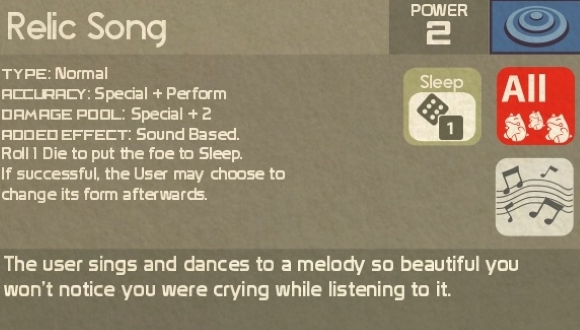 Relic Song
POWER
2
TYPE: Normal
ACCURACY: Special + Perform
DAMAGE POOL: Special + 2
ADDED EFFECT: Sound Based.
Roll 1 Die to put the foe to Sleep.
If successful, the User may choose to
change its form afterwards.
Sleep
1
All
The user sings and dances to a melody so beautiful you
won't notice you were crying while listening to it.